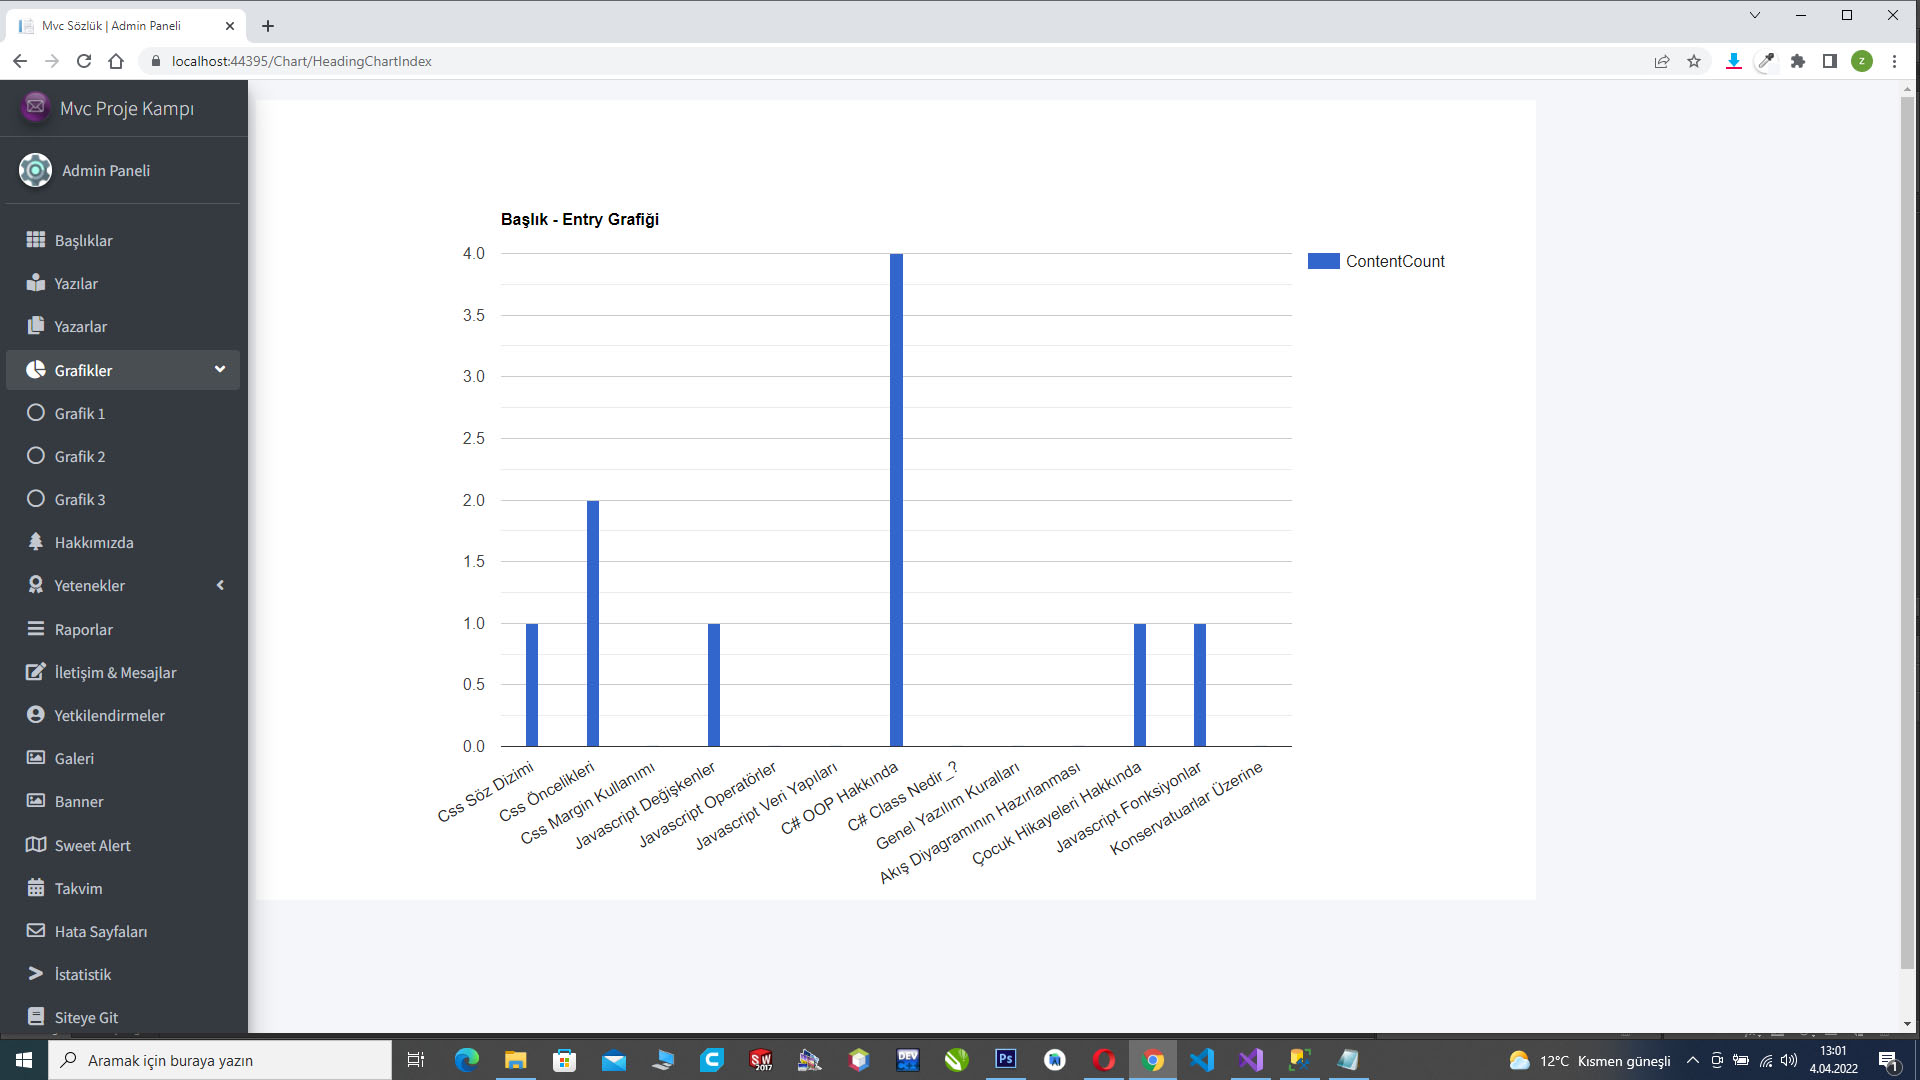 Mvc Sözlük | Admin Paneli
localhost:44395/Chart/HeadingChartIndex
Z
Mvc Proje Kampı
Admin Paneli
Başlıklar
Yazılar
Yazarlar
Grafikler
Grafik 1
Grafik 2
Grafik 3
Hakkımızda
Yetenekler
Raporlar
İletişim & Mesajlar
Yetkilendirmeler
Galeri
Banner
Sweet Alert
Takvim
Hata Sayfaları
İstatistik
Siteye Git
Başlık - Entry Grafiği
ContentCount
4.0
3.5
3.0
2.5
2.0
1.5
1.0
0.5
0.0
Css Söz Dizimi
Css Öncelikleri
Css Margin Kullanımı
Javascript Değişkenler
Javascript Operatörler
Javascript Veri Yapıları
C# OOP Hakkında
C# Class Nedir_?
Genel Yazılım Kuralları
Akış Diyagramının Hazırlanması
Çocuk Hikayeleri Hakkında
Javascript Fonksiyonlar
Konservatuarlar Üzerine
Aramak için buraya yazın
SW
2017
DEV
Ps
12°C Kısmen güneşli
13:01
4.04.2022
1